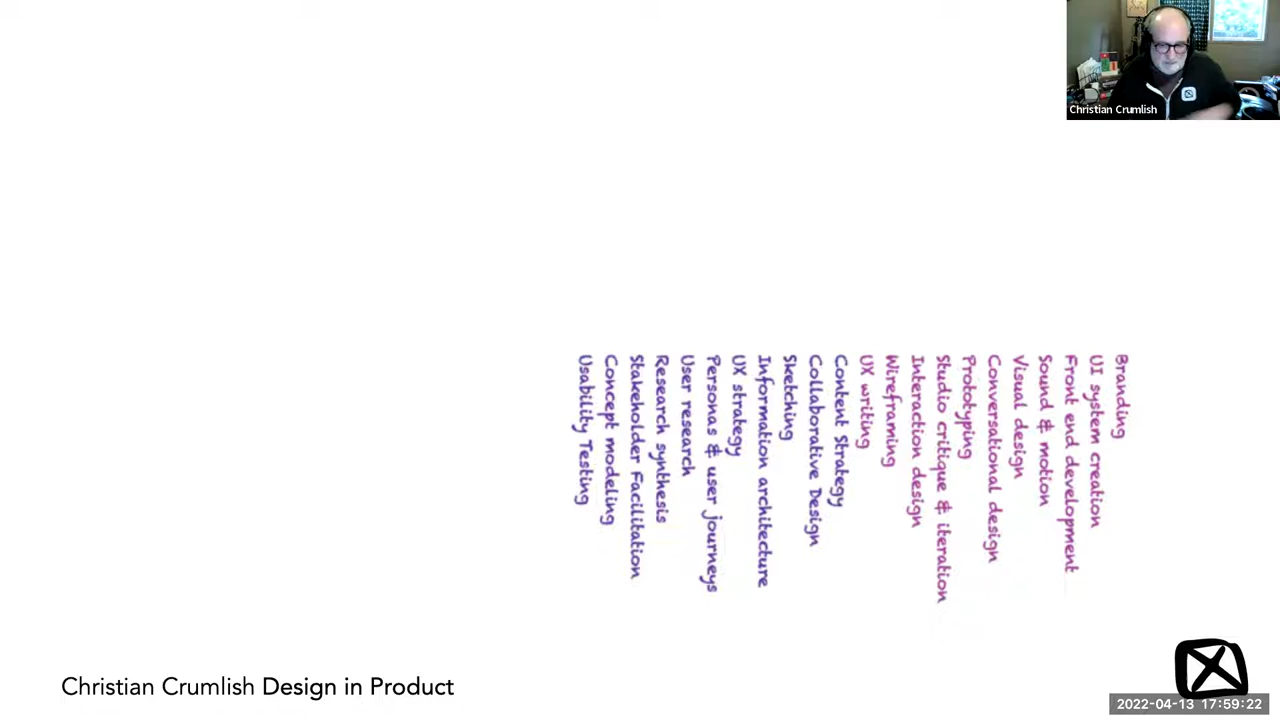 Christian Crumlish
Branding
UI system creation
Front end development
Sound & motion
Visual design
Conversational design
Prototyping
Studio critique & iteration
Interaction design
Wireframing
UX writing
Content Strategy
Collaborative Design
Sketching
Information architecture
UX strategy
Personas & user journeys
User research
Research synthesis
Stakeholder Facilitation
Concept modeling
Usability Testing
Christian Crumlish Design in Product
2022-04-13 17:59:22